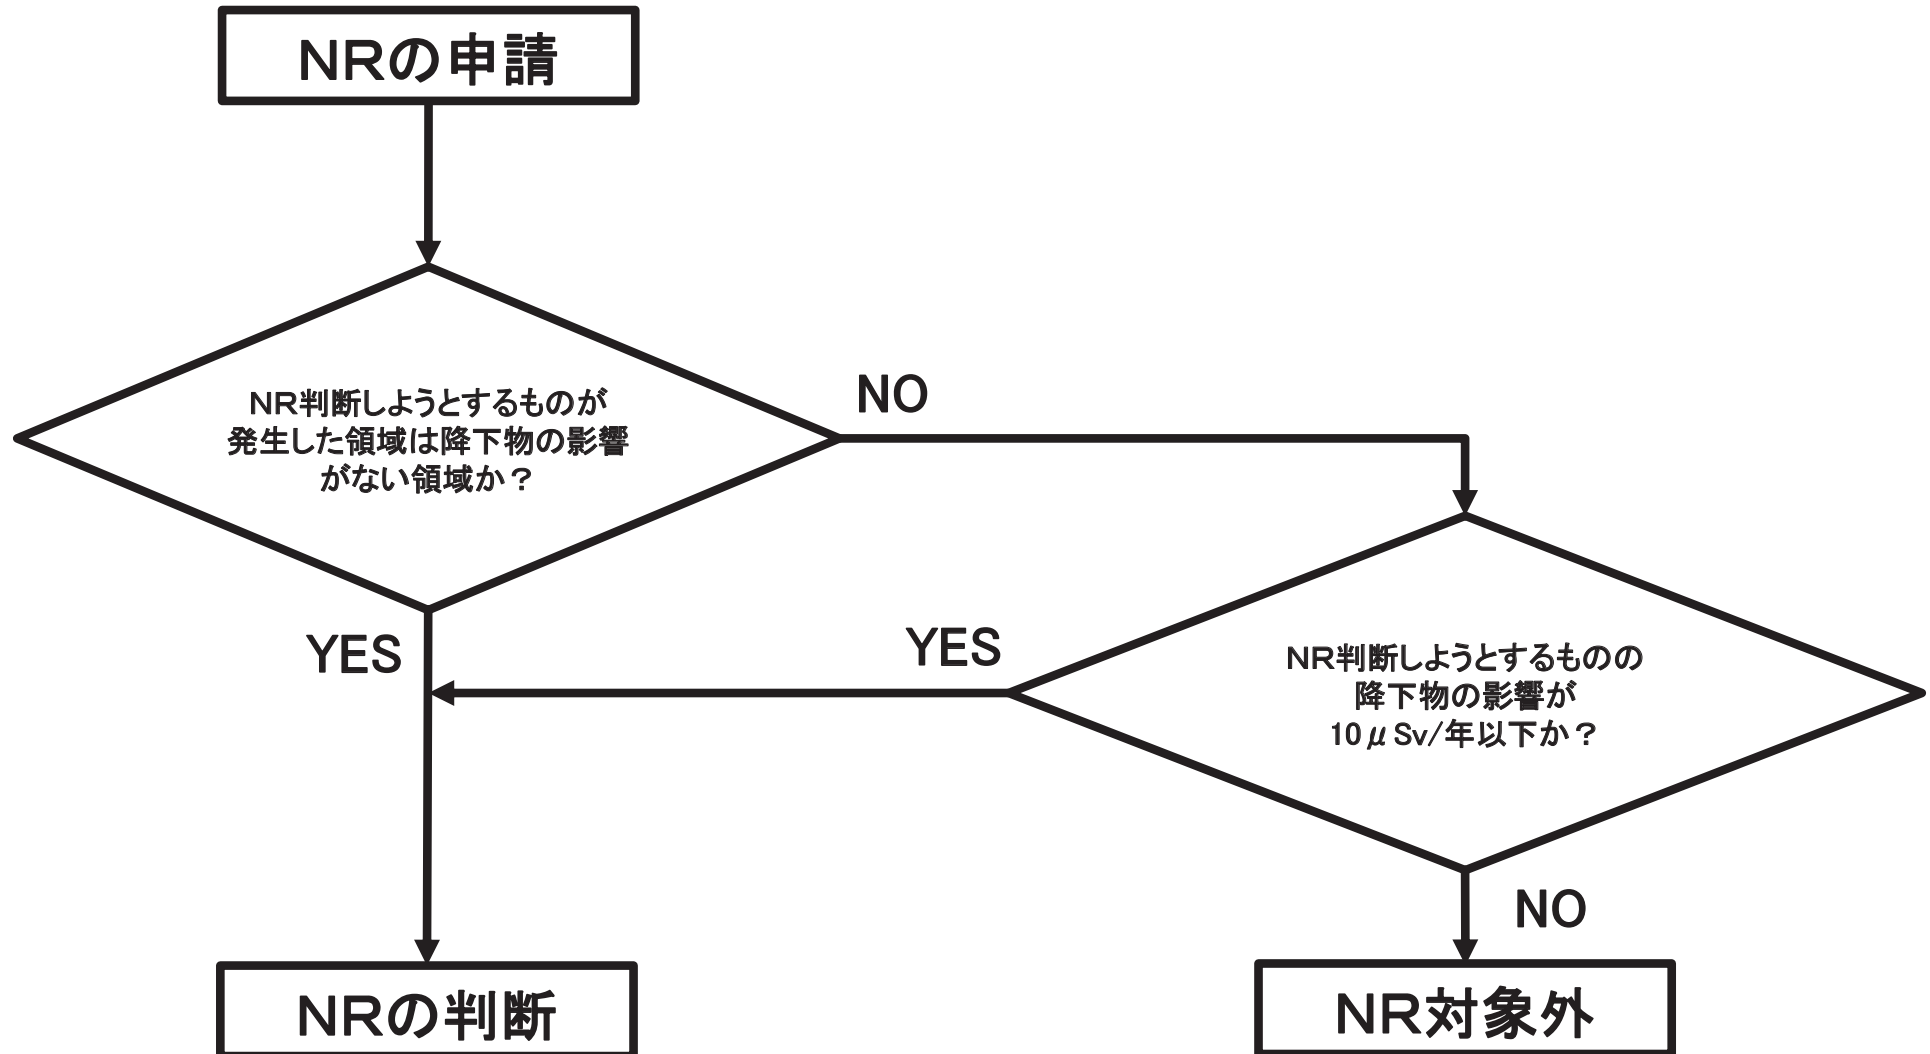 NRの申請
NR判断しようとするものが
発生した領域は降下物の影響
がない領域か？
NO
YES
YES
NR判断しようとするものの
降下物の影響が
10μSv/年以下か？
NO
NRの判断
NR対象外